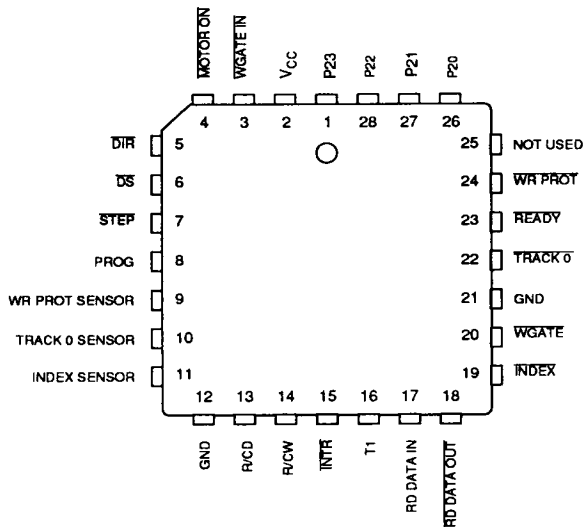 MOTOR ON
WGATE IN
VCC
P23
P22
P21
P20
4 3 2 1 28 27 26
DIR 5
DS 6
STEP 7
PROG 8
WR PROT SENSOR 9
TRACK 0 SENSOR 10
INDEX SENSOR 11
25 NOT USED
24 WR PROT
23 READY
22 TRACK 0
21 GND
20 WGATE
19 INDEX
12 13 14 15 16 17 18
GND
R/CD
R/CW
INTR
T1
RD DATA IN
RD DATA OUT